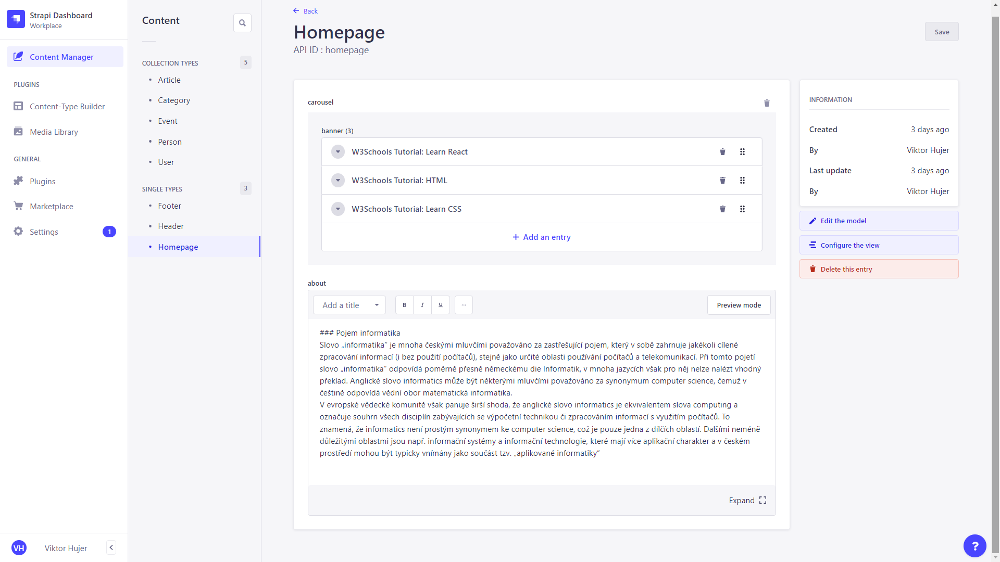 Strapi Dashboard
Workplace
Content Manager
PLUGINS
Content-Type Builder
Media Library
GENERAL
Plugins
Marketplace
Settings
1
VH
Viktor Hujer
Content
COLLECTION TYPES
5
Article
Category
Event
Person
User
SINGLE TYPES
3
Footer
Header
Homepage
Back
Homepage
API ID : homepage
Save
carousel
banner (3)
W3Schools Tutorial: Learn React
W3Schools Tutorial: HTML
W3Schools Tutorial: Learn CSS
Add an entry
about
Add a title
B
I
U
...
Preview mode
### Pojem informatika
Slovo „informatika“ je mnoha českými mluvčími považováno za zastřešující pojem, který v sobě zahrnuje jakékoli cílené
zpracování informací (i bez použití počítačů), stejně jako určité oblasti používání počítačů a telekomunikací. Při tomto pojetí
slovo „informatika“ odpovídá poměrně přesně německému die Informatik, v mnoha jazycích však pro něj nelze nalézt vhodný
překlad. Anglické slovo informatics může být některými mluvčími považováno za synonymum computer science, čemuž v
češtině odpovídá vědní obor matematická informatika.
V evropské vědecké komunitě však panuje širší shoda, že anglické slovo informatics je ekvivalentem slova computing a
označuje souhrn všech disciplín zabývajících se výpočetní technikou či zpracováním informací s využitím počítačů. To
znamená, že informatics není prostým synonymem ke computer science, což je pouze jedna z dílčích oblastí. Dalšími neméně
důležitými oblastmi jsou např. informační systémy a informační technologie, které mají více aplikační charakter a v českém
prostředí mohou být typicky vnímány jako součást tzv. „aplikované informatiky“
Expand
INFORMATION
Created 3 days ago
By Viktor Hujer
Last update 3 days ago
By Viktor Hujer
Edit the model
Configure the view
Delete this entry
?